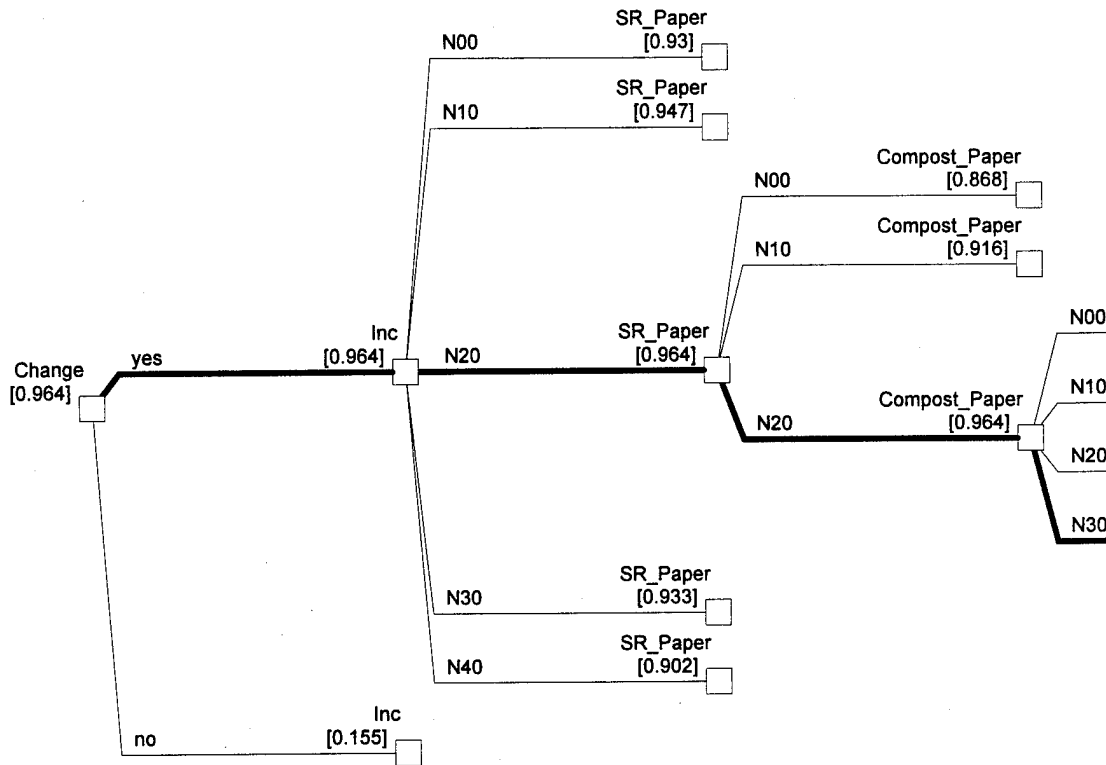 SR_Paper
N00 [0.93]
SR_Paper
N10 [0.947]
Compost_Paper
N00 [0.868]
Compost_Paper
N10 [0.916]
N00
Inc
SR_Paper
yes [0.964]
N20 [0.964]
Change
[0.964]
N10
Compost_Paper
N20 [0.964]
N20
N30
SR_Paper
N30 [0.933]
SR_Paper
N40 [0.902]
Inc
no [0.155]